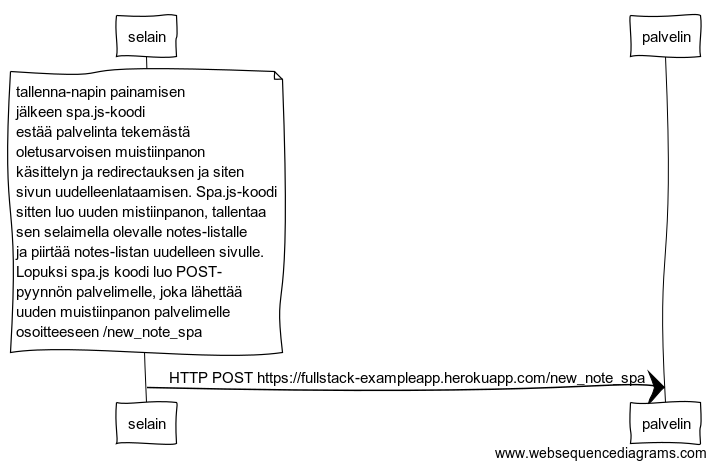 selain
palvelin
tallenna-napin painamisen
jälkeen spa.js-koodi
estää palvelinta tekemästä
oletusarvoisen muistiinpanon
käsittelyn ja redirectauksen ja siten
sivun uudelleenlataamisen. Spa.js-koodi
sitten luo uuden mistiinpanon, tallentaa
sen selaimella olevalle notes-listalle
ja piirtää notes-listan uudelleen sivulle.
Lopuksi spa.js koodi luo POST-
pyynnön palvelimelle, joka lähettää
uuden muistiinpanon palvelimelle
osoitteeseen /new_note_spa
HTTP POST https://fullstack-exampleapp.herokuapp.com/new_note_spa
selain
palvelin
www.websequencediagrams.com